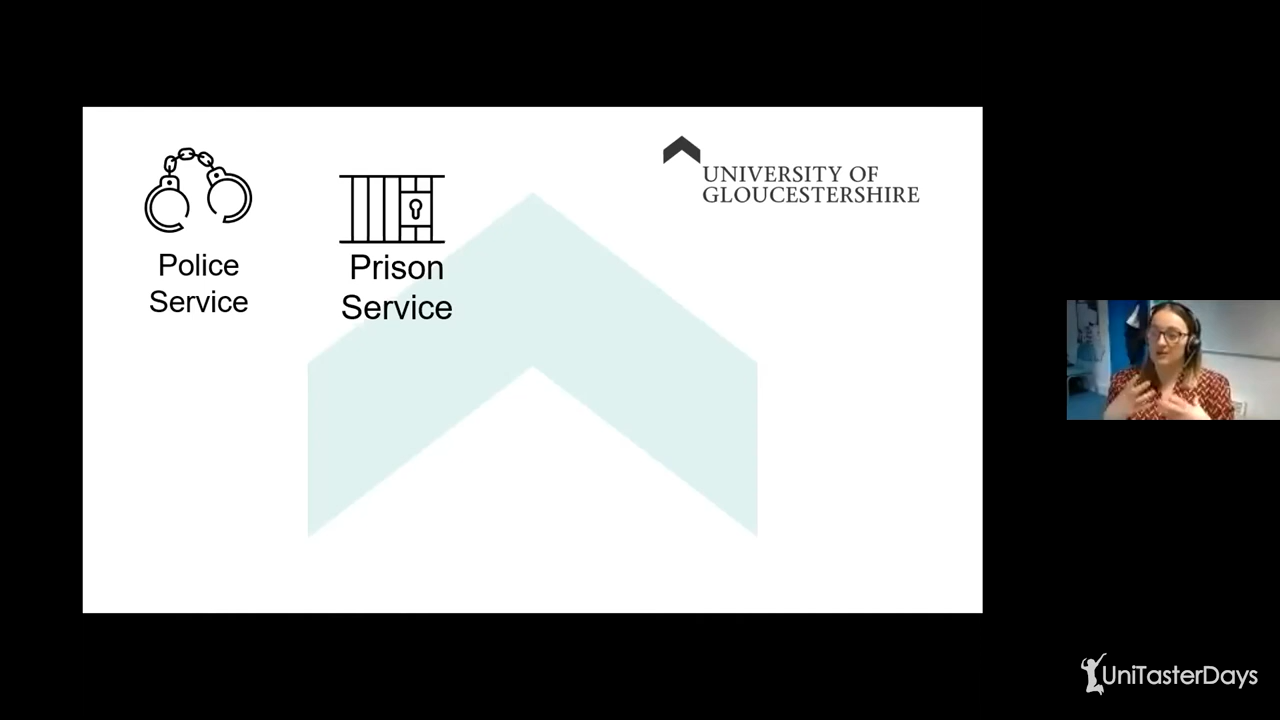 Police
Service
Prison
Service
UNIVERSITY OF
GLOUCESTERSHIRE
UniTasterDays